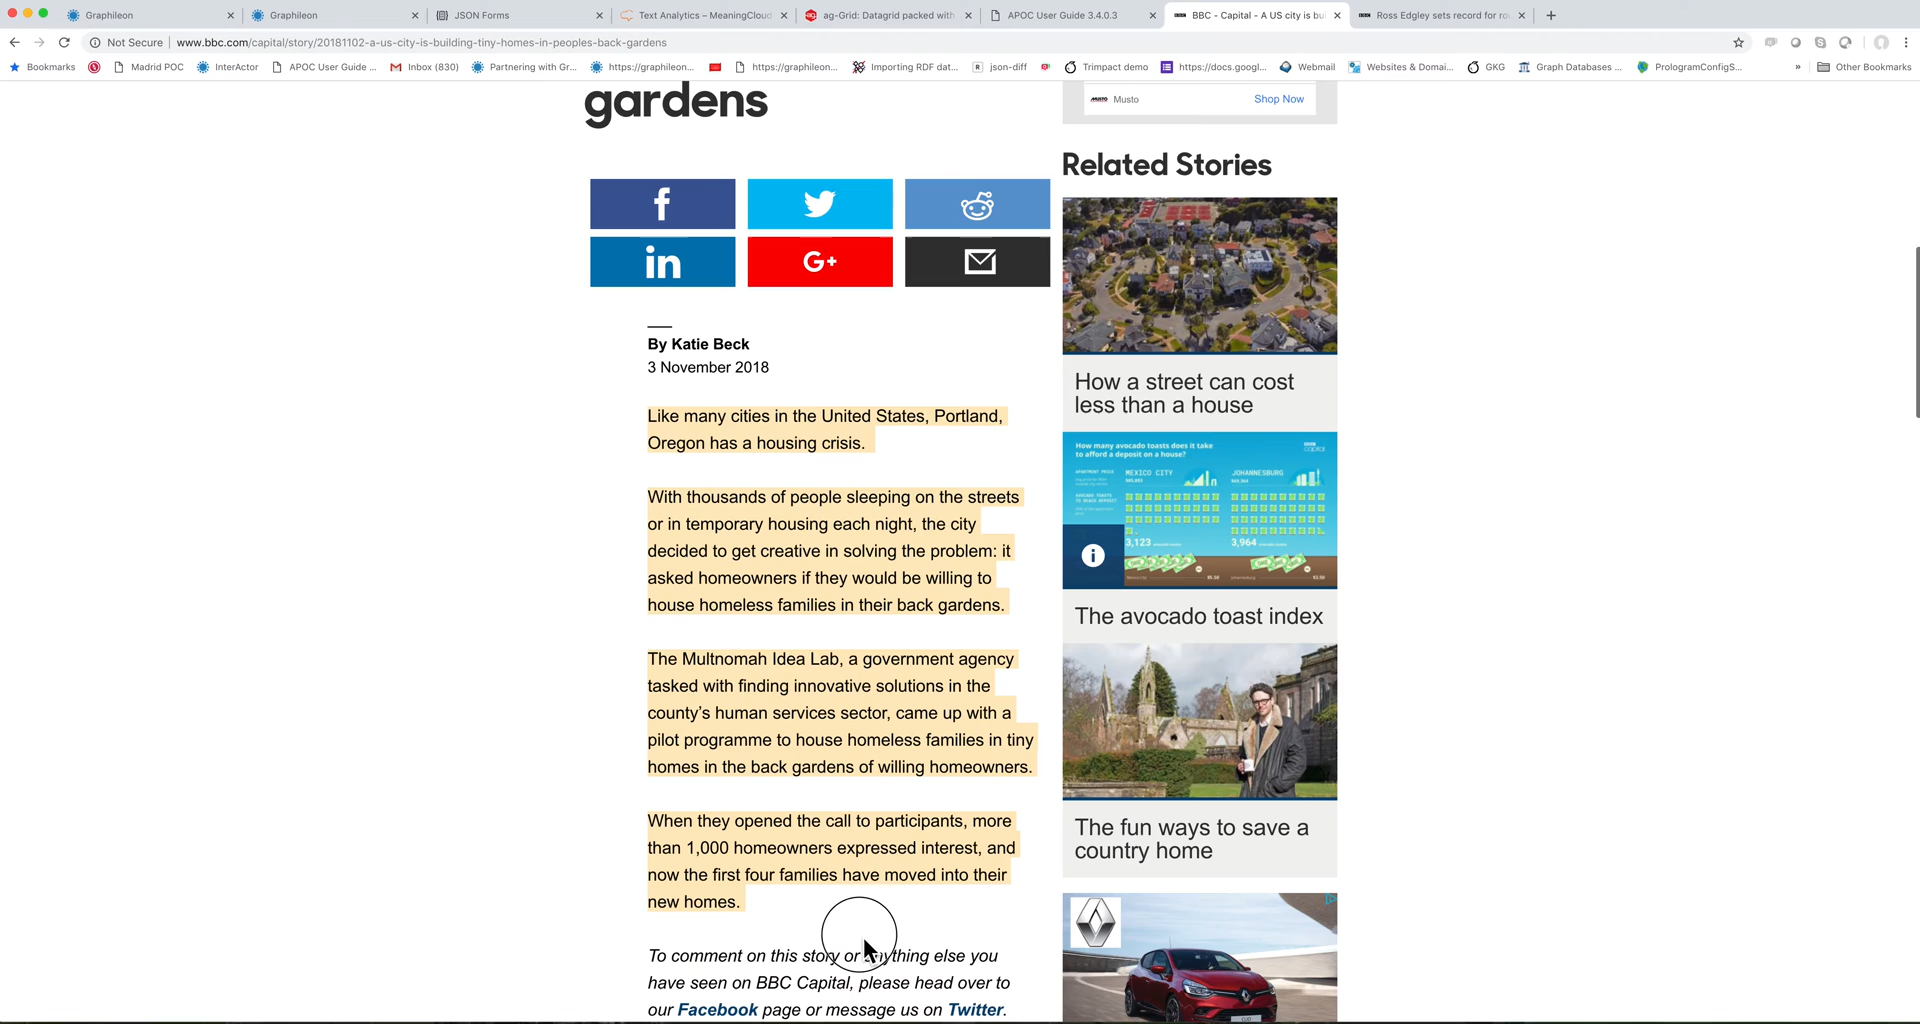 Graphileon
Graphileon
JSON Forms
Text Analytics – MeaningCloud
ag-Grid: Datagrid packed with
APOC User Guide 3.4.0.3
BBC - Capital - A US city is bui
Ross Edgley sets record for ro
Not Secure | www.bbc.com/capital/story/20181102-a-us-city-is-building-tiny-homes-in-peoples-back-gardens
Bookmarks
Madrid POC
InterActor
APOC User Guide ...
Inbox (830)
Partnering with Gr...
https://graphileon...
https://graphileon...
Importing RDF dat...
json-diff
Trimpact demo
https://docs.googl...
Webmail
Websites & Domai...
GKG
Graph Databases ...
PrologramConfigS...
»
Other Bookmarks
gardens
f
in
G+
By Katie Beck
3 November 2018
Like many cities in the United States, Portland,
Oregon has a housing crisis.
With thousands of people sleeping on the streets
or in temporary housing each night, the city
decided to get creative in solving the problem: it
asked homeowners if they would be willing to
house homeless families in their back gardens.
The Multnomah Idea Lab, a government agency
tasked with finding innovative solutions in the
county's human services sector, came up with a
pilot programme to house homeless families in tiny
homes in the back gardens of willing homeowners.
When they opened the call to participants, more
than 1,000 homeowners expressed interest, and
now the first four families have moved into their
new homes.
To comment on this story or anything else you
have seen on BBC Capital, please head over to
our Facebook page or message us on Twitter.
MUSTO
Musto
Shop Now
Related Stories
How a street can cost
less than a house
How many avocado toasts does it take
to afford a deposit on a house?
capital
APARTMENT PRICE
MEXICO CITY
JOHANNESBURG
3,123
3,964
Mexico city
$5.50
Johannesburg
$3.50
The avocado toast index
The fun ways to save a
country home